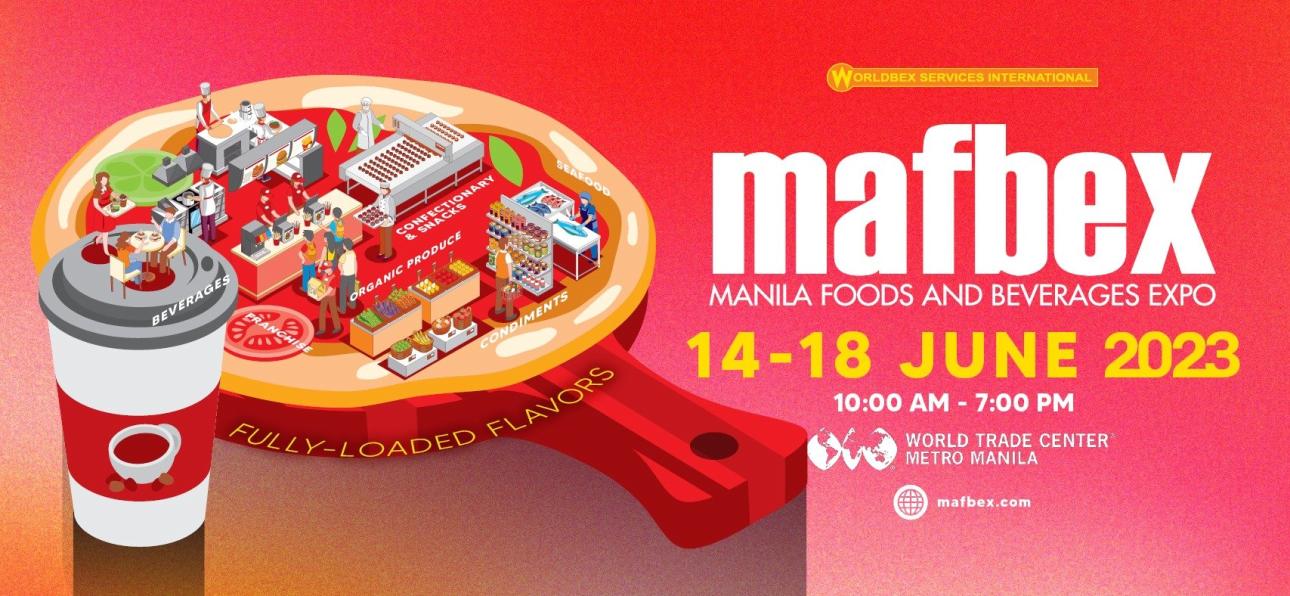 WORLDBEX SERVICES INTERNATIONAL
mafbex
MANILA FOODS AND BEVERAGES EXPO
14-18 JUNE 2023
10:00 AM - 7:00 PM
WORLD TRADE CENTER®
METRO MANILA
mafbex.com
SEAFOOD
CONFECTIONARY
& SNACKS
ORGANIC PRODUCE
BEVERAGES
FRANCHISE
CONDIMENTS
FULLY-LOADED FLAVORS